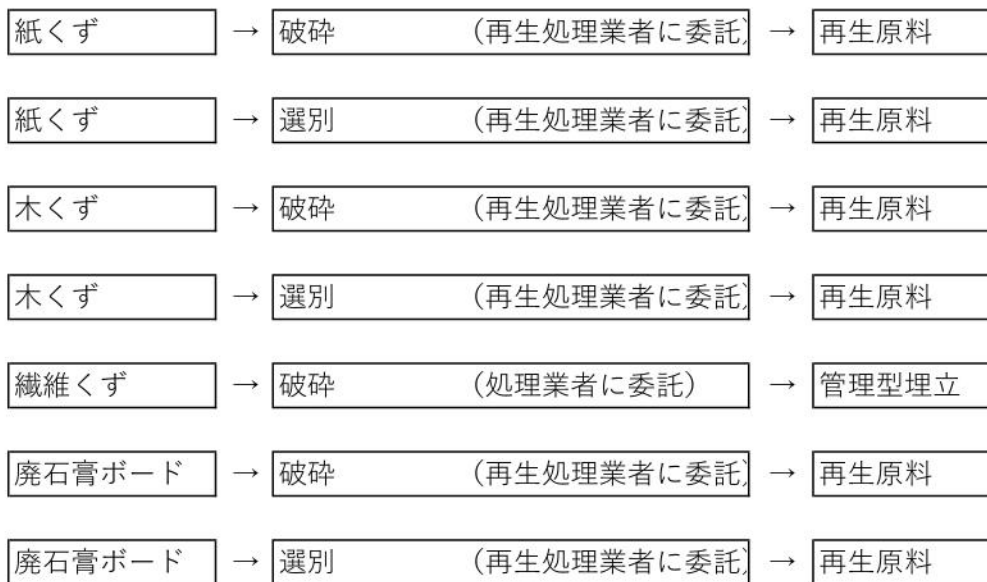 紙くず → 破砕 (再生処理業者に委託) → 再生原料
紙くず → 選別 (再生処理業者に委託) → 再生原料
木くず → 破砕 (再生処理業者に委託) → 再生原料
木くず → 選別 (再生処理業者に委託) → 再生原料
繊維くず → 破砕 (処理業者に委託) → 管理型埋立
廃石膏ボード → 破砕 (再生処理業者に委託) → 再生原料
廃石膏ボード → 選別 (再生処理業者に委託) → 再生原料